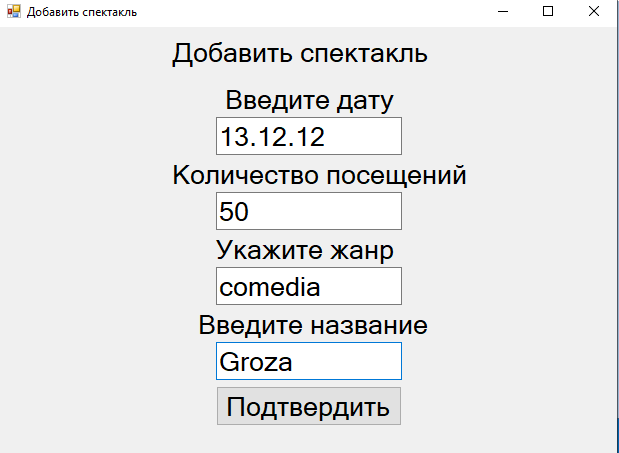 Добавить спектакль
Добавить спектакль
Введите дату
13.12.12
Количество посещений
50
Укажите жанр
comedia
Введите название
Groza
Подтвердить